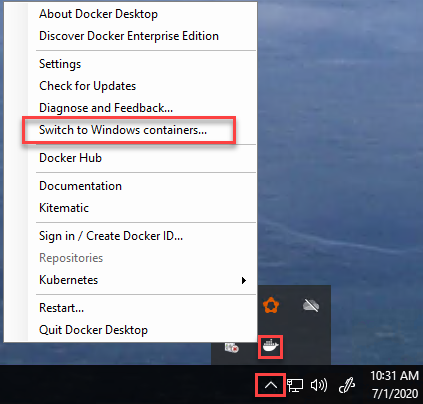 About Docker Desktop
Discover Docker Enterprise Edition
Settings
Check for Updates
Diagnose and Feedback...
Switch to Windows containers...
Docker Hub
Documentation
Kitematic
Sign in / Create Docker ID...
Repositories
Kubernetes
Restart...
Quit Docker Desktop
10:31 AM
7/1/2020